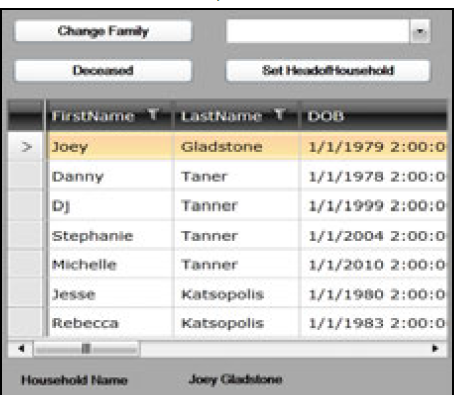 Change Family
Deceased Set HeadofHousehold
FirstName LastName DOB
> Joey Gladstone 1/1/1979 2:00:0
Danny Taner 1/1/1978 2:00:0
DJ Tanner 1/1/1999 2:00:0
Stephanie Tanner 1/1/2004 2:00:0
Michelle Tanner 1/1/2010 2:00:0
Jesse Katsopolis 1/1/1980 2:00:0
Rebecca Katsopolis 1/1/1983 2:00:0
Household Name Joey Gladstone